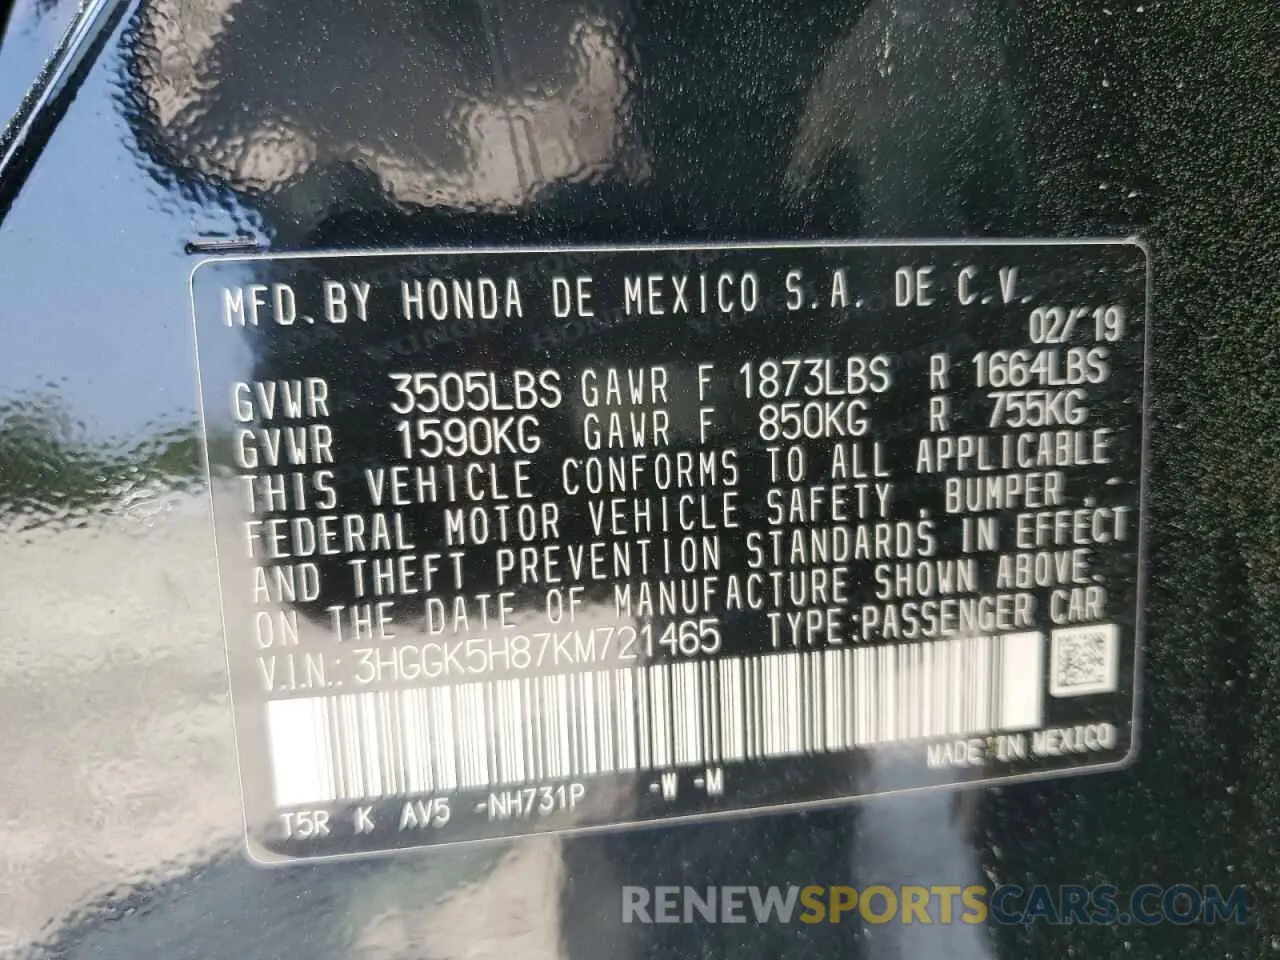 MFD. BY HONDA DE MEXICO S.A. DE C.V.
02/'19
GVWR 3505LBS GAWR F 1873LBS R 1664LBS
GVWR 1590KG GAWR F 850KG R 755KG
THIS VEHICLE CONFORMS TO ALL APPLICABLE
FEDERAL MOTOR VEHICLE SAFETY , BUMPER ,
AND THEFT PREVENTION STANDARDS IN EFFECT
ON THE DATE OF MANUFACTURE SHOWN ABOVE.
V.I.N.: 3HGGK5H87KM721465 TYPE:PASSENGER CAR
MADE IN MEXICO
T5R K AV5 -NH731P -W -M
RENEWSPORTSCARS.COM